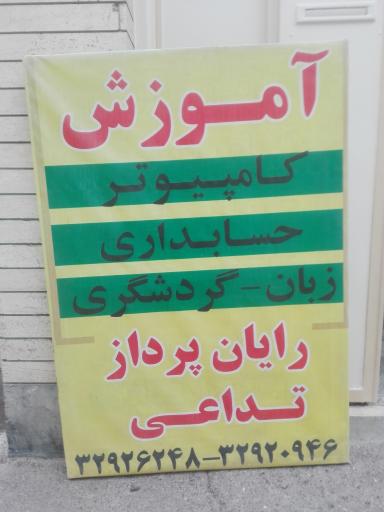 آموزش
کامپیوتر
حسابداری
زبان - گردشگری
رایان پرداز
تداعی
۳۲۹۲۶۲۴۸-۳۲۹۲۰۹۴۶